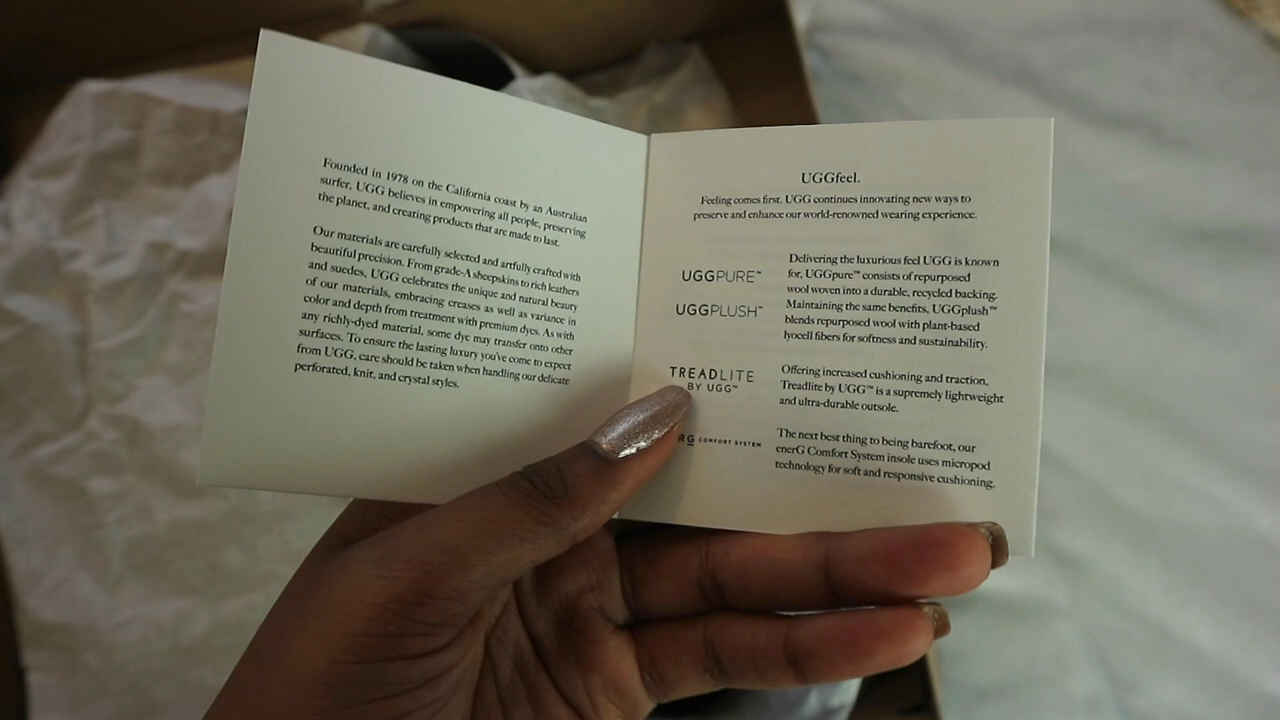 Founded in 1978 on the California coast by an Australian
surfer, UGG believes in empowering all people, preserving
the planet, and creating products that are made to last.
Our materials are carefully selected and artfully crafted with
beautiful precision. From grade-A sheepskins to rich leathers
and suedes, UGG celebrates the unique and natural beauty
of our materials, embracing creases as well as variance in
color and depth from treatment with premium dyes. As with
any richly-dyed material, some dye may transfer onto other
surfaces. To ensure the lasting luxury you've come to expect
from UGG, care should be taken when handling our delicate
perforated, knit, and crystal styles.
UGGfeel.
Feeling comes first. UGG continues innovating new ways to
preserve and enhance our world-renowned wearing experience.
UGGPURE™
UGGPLUSH™
Delivering the luxurious feel UGG is known
for, UGGpure™ consists of repurposed
wool woven into a durable, recycled backing.
Maintaining the same benefits, UGGplush™
blends repurposed wool with plant-based
lyocell fibers for softness and sustainability.
TREADLITE
BY UGG™
Offering increased cushioning and traction,
Treadlite by UGG™ is a supremely lightweight
and ultra-durable outsole.
RG COMFORT SYSTEM
The next best thing to being barefoot, our
enerG Comfort System insole uses micropod
technology for soft and responsive cushioning.